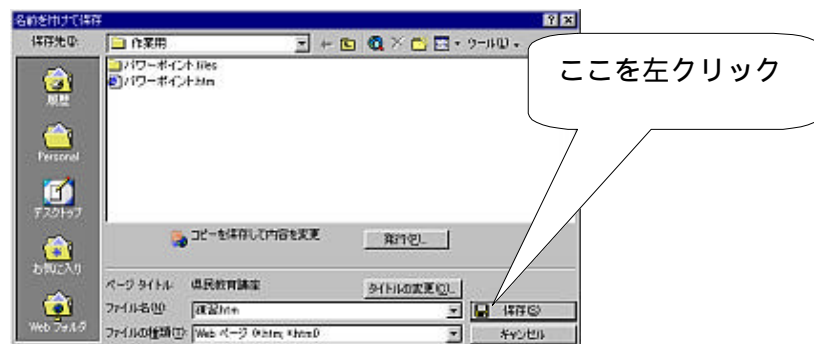 名前を付けて保存
保存先(I):
作業用
ツール(L)
パワーポイント.files
パワーポイント.htm
ここを左クリック
履歴
Personal
デスクトップ
お気に入り
Web フォルダ
コピーを保存して内容を変更
発行(P)...
ページ タイトル:
県民教育講座
タイトルの変更(C)...
ファイル名(N):
練習.htm
保存(S)
ファイルの種類(T):
Web ページ (*.htm; *.html)
キャンセル